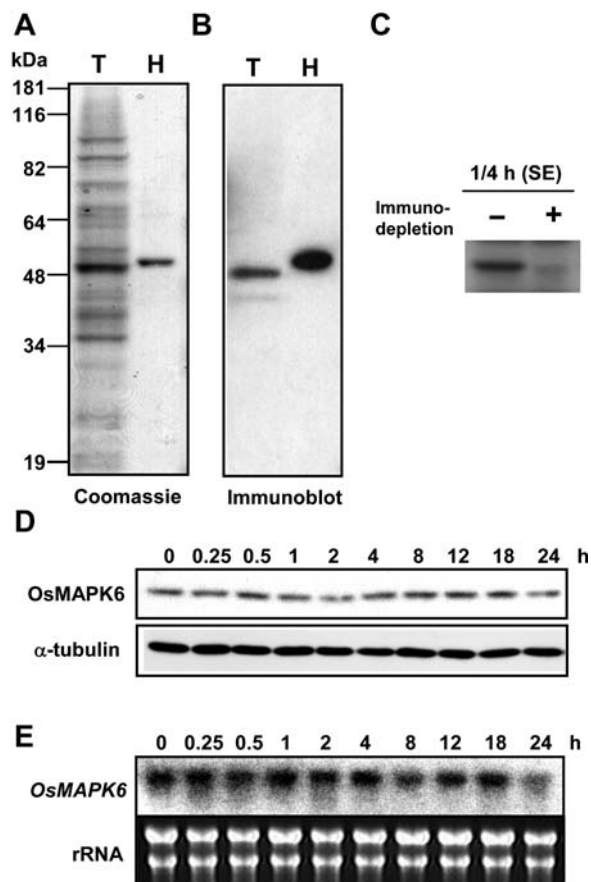 A
B
C
kDa
T H
T H
181
116
82
64
48
34
19
Coomassie
Immunoblot
1/4 h (SE)
Immuno-
depletion
− +
D
0 0.25 0.5 1 2 4 8 12 18 24 h
OsMAPK6
α-tubulin
E
0 0.25 0.5 1 2 4 8 12 18 24 h
OsMAPK6
rRNA